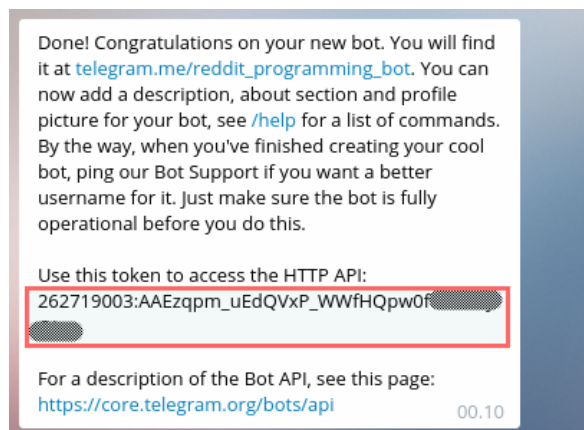 Done! Congratulations on your new bot. You will find
it at telegram.me/reddit_programming_bot. You can
now add a description, about section and profile
picture for your bot, see /help for a list of commands.
By the way, when you've finished creating your cool
bot, ping our Bot Support if you want a better
username for it. Just make sure the bot is fully
operational before you do this.
Use this token to access the HTTP API:
262719003:AAEzqpm_uEdQVxP_WWfHQpw0f
For a description of the Bot API, see this page:
https://core.telegram.org/bots/api
00.10